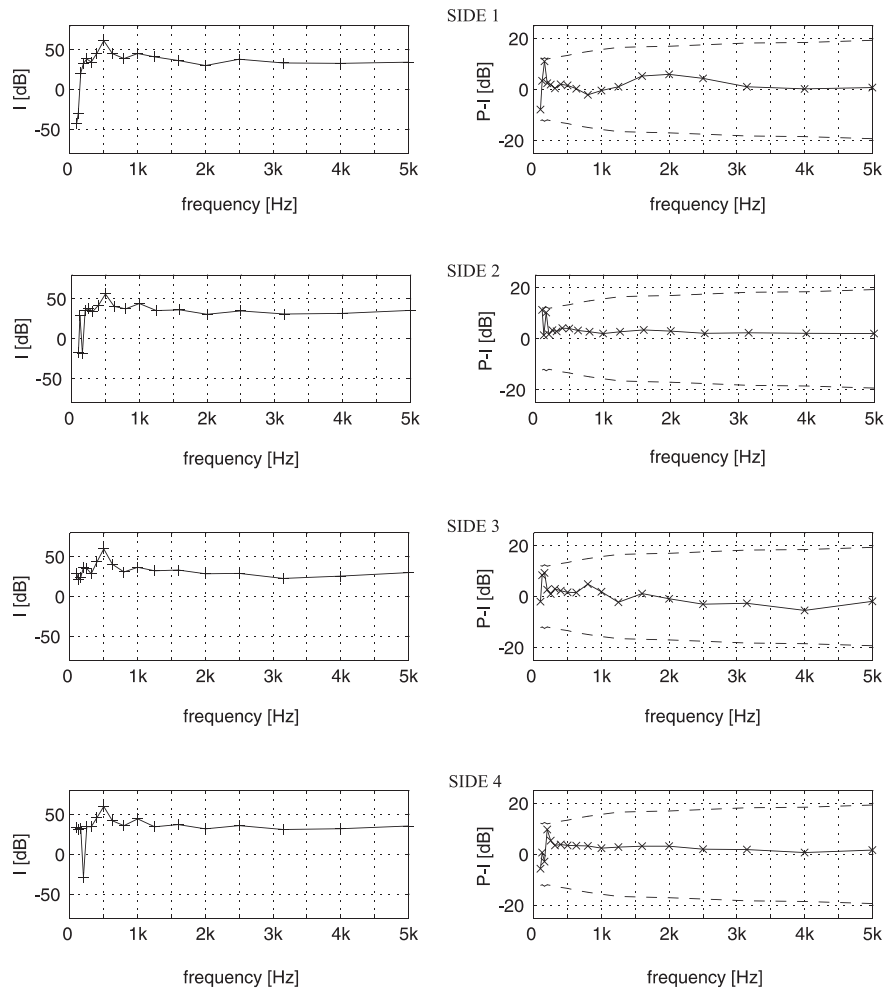 SIDE 1
50
0
-50
I [dB]
0 1k 2k 3k 4k 5k
frequency [Hz]
20
0
-20
P-I [dB]
0 1k 2k 3k 4k 5k
frequency [Hz]
SIDE 2
50
0
-50
I [dB]
0 1k 2k 3k 4k 5k
frequency [Hz]
20
0
-20
P-I [dB]
0 1k 2k 3k 4k 5k
frequency [Hz]
SIDE 3
50
0
50
I [dB]
0 1k 2k 3k 4k 5k
frequency [Hz]
20
0
-20
P-I [dB]
0 1k 2k 3k 4k 5k
frequency [Hz]
SIDE 4
50
0
-50
I [dB]
0 1k 2k 3k 4k 5k
frequency [Hz]
20
0
-20
P-I [dB]
0 1k 2k 3k 4k 5k
frequency [Hz]